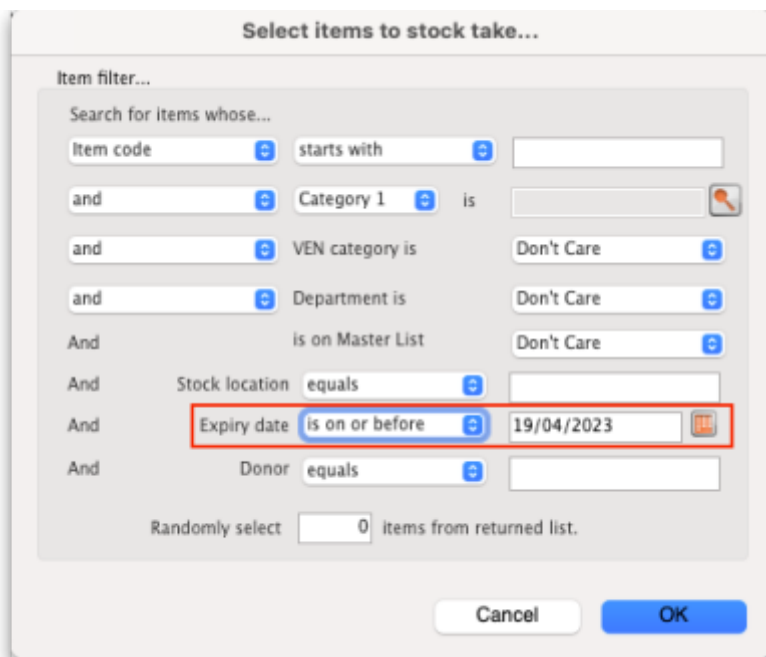 Select items to stock take...
Item filter...
Search for items whose...
Item code starts with
and Category 1 is
and VEN category is Don't Care
and Department is Don't Care
And is on Master List Don't Care
And Stock location equals
And Expiry date is on or before 19/04/2023
And Donor equals
Randomly select 0 items from returned list.
Cancel OK